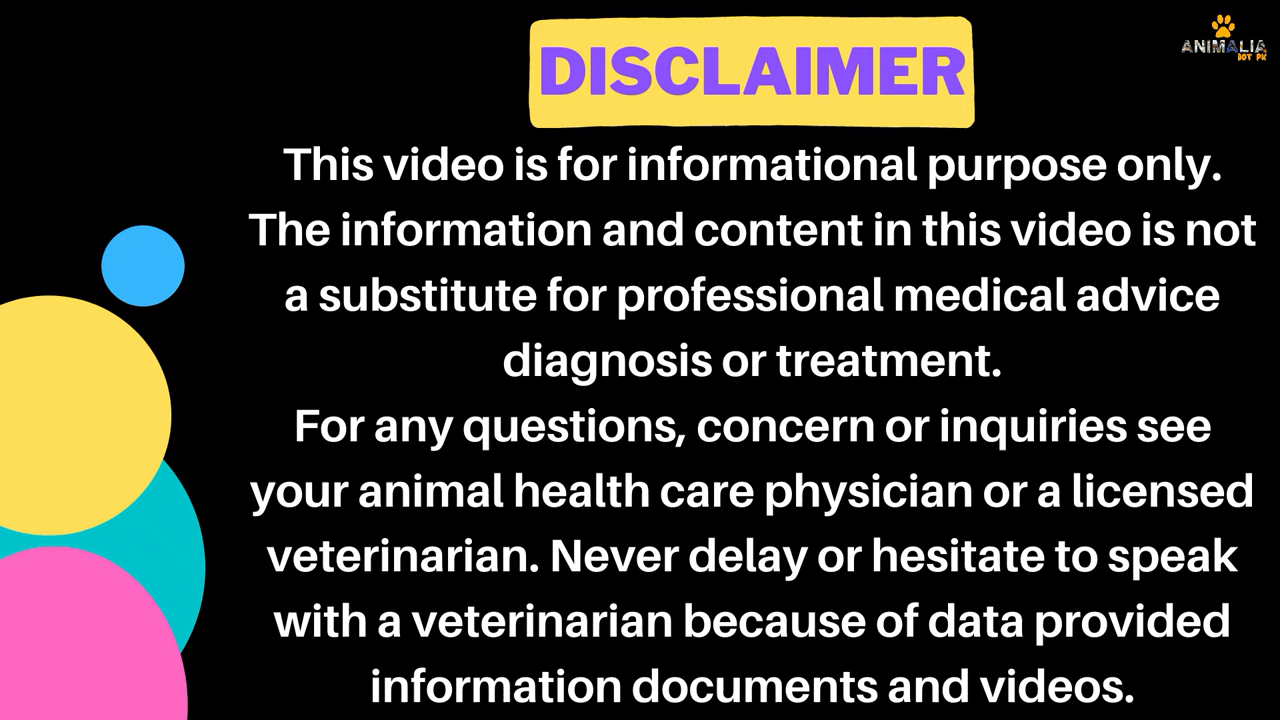 DISCLAIMER
ANIMALIA
DOT PK
This video is for informational purpose only.
The information and content in this video is not
a substitute for professional medical advice
diagnosis or treatment.
For any questions, concern or inquiries see
your animal health care physician or a licensed
veterinarian. Never delay or hesitate to speak
with a veterinarian because of data provided
information documents and videos.